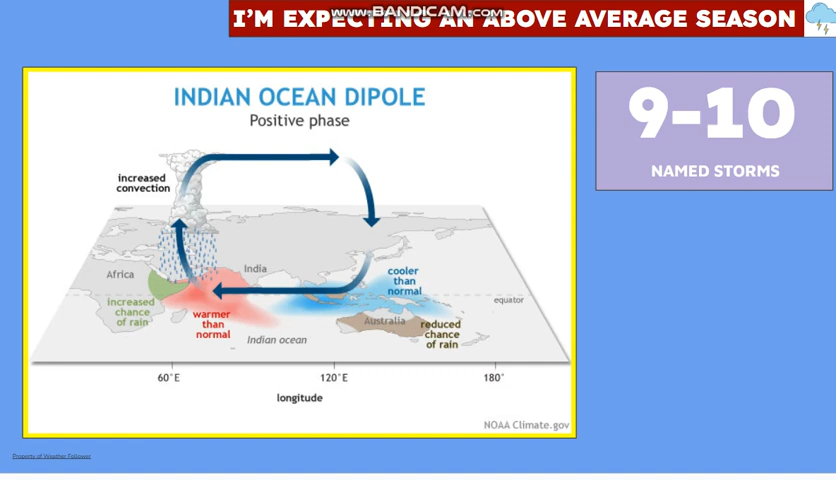 I'M EXPECTING AN ABOVE AVERAGE SEASON
www.BANDICAM.com
INDIAN OCEAN DIPOLE
Positive phase
9-10
NAMED STORMS
increased
convection
Africa
India
cooler
than
normal
increased
chance
of rain
warmer
than
normal
Indian ocean
Australia
reduced
chance
of rain
equator
60°E
120°E
180°
longitude
NOAA Climate.gov
Property of Weather Follower